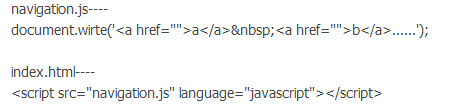 navigation.js----
document.wirte('<a href="">a</a>&nbsp;<a href="">b</a>......');
index.html----
<script src="navigation.js" language="javascript"></script>